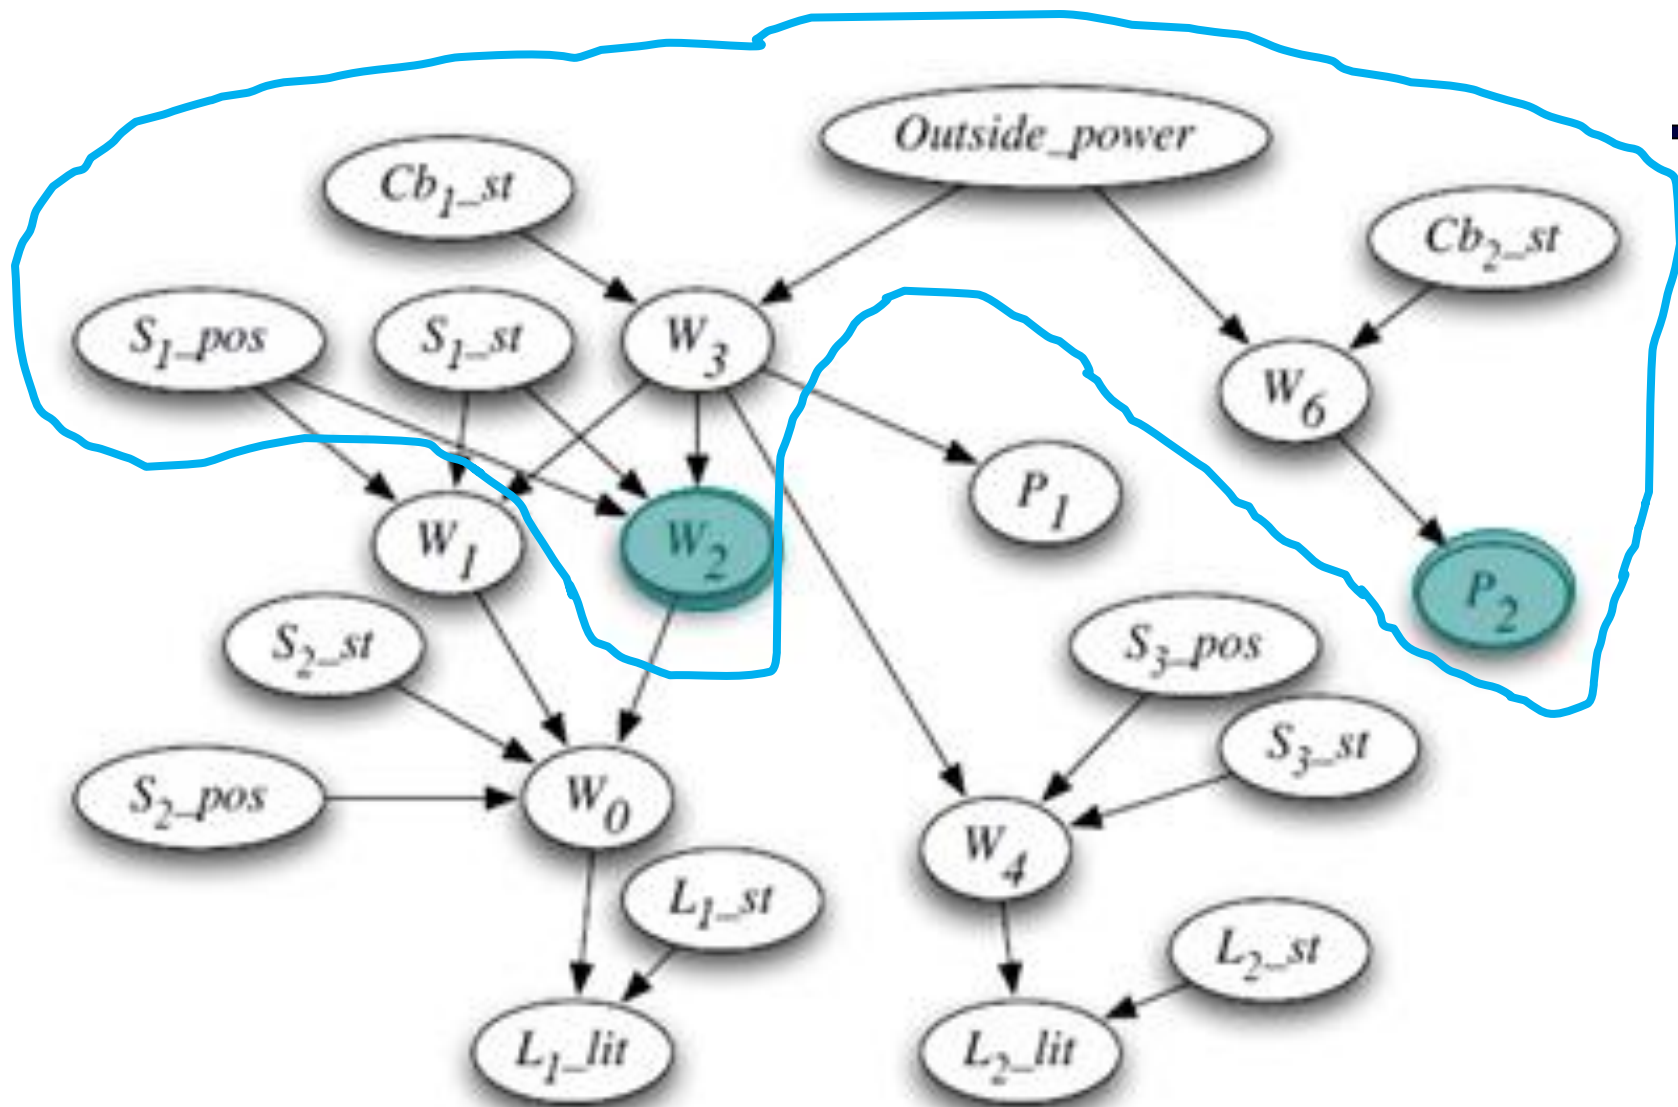 Outside_power
Cb1_st
Cb2_st
S1_pos
S1_st
W3
W6
P1
W1
W2
P2
S2_st
S3_pos
S3_st
S2_pos
W0
W4
L1_st
L2_st
L1_lit
L2_lit